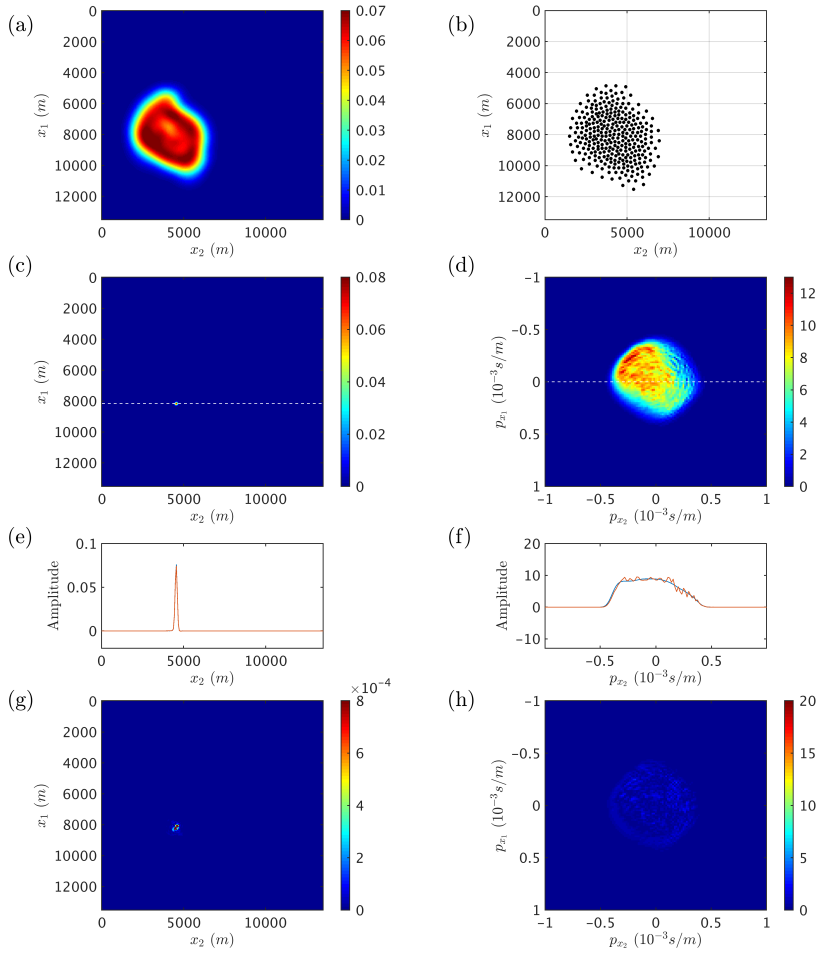 (a)
0
2000
4000
6000
8000
10000
12000
x₁ (m)
0 5000 10000
x₂ (m)
0.07
0.06
0.05
0.04
0.03
0.02
0.01
0
(b)
0
2000
4000
6000
8000
10000
12000
x₁ (m)
0 5000 10000
x₂ (m)
(c)
0
2000
4000
6000
8000
10000
12000
x₁ (m)
0 5000 10000
x₂ (m)
0.08
0.06
0.04
0.02
0
(d)
−1
−0.5
0
0.5
1
pₓ₁ (10⁻³s/m)
−1 −0.5 0 0.5 1
pₓ₂ (10⁻³s/m)
12
10
8
6
4
2
0
(e)
0.1
0.05
0
Amplitude
0 5000 10000
x₂ (m)
(f)
20
10
0
−10
Amplitude
−0.5 0 0.5
pₓ₂ (10⁻³s/m)
(g)
0
2000
4000
6000
8000
10000
12000
x₁ (m)
0 5000 10000
x₂ (m)
×10⁻⁴
8
6
4
2
0
(h)
−1
−0.5
0
0.5
1
pₓ₁ (10⁻³s/m)
−1 −0.5 0 0.5 1
pₓ₂ (10⁻³s/m)
20
15
10
5
0